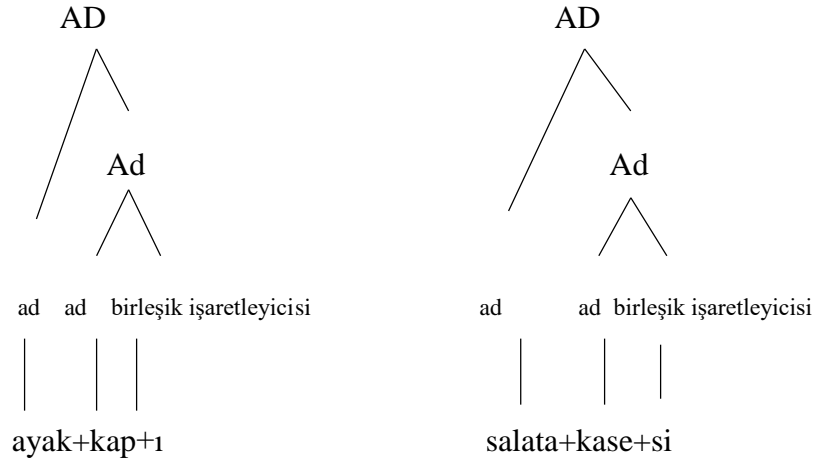 AD AD
Ad Ad
ad ad birleşik işaretleyicisi ad ad birleşik işaretleyicisi
ayak+kap+ı salata+kase+si